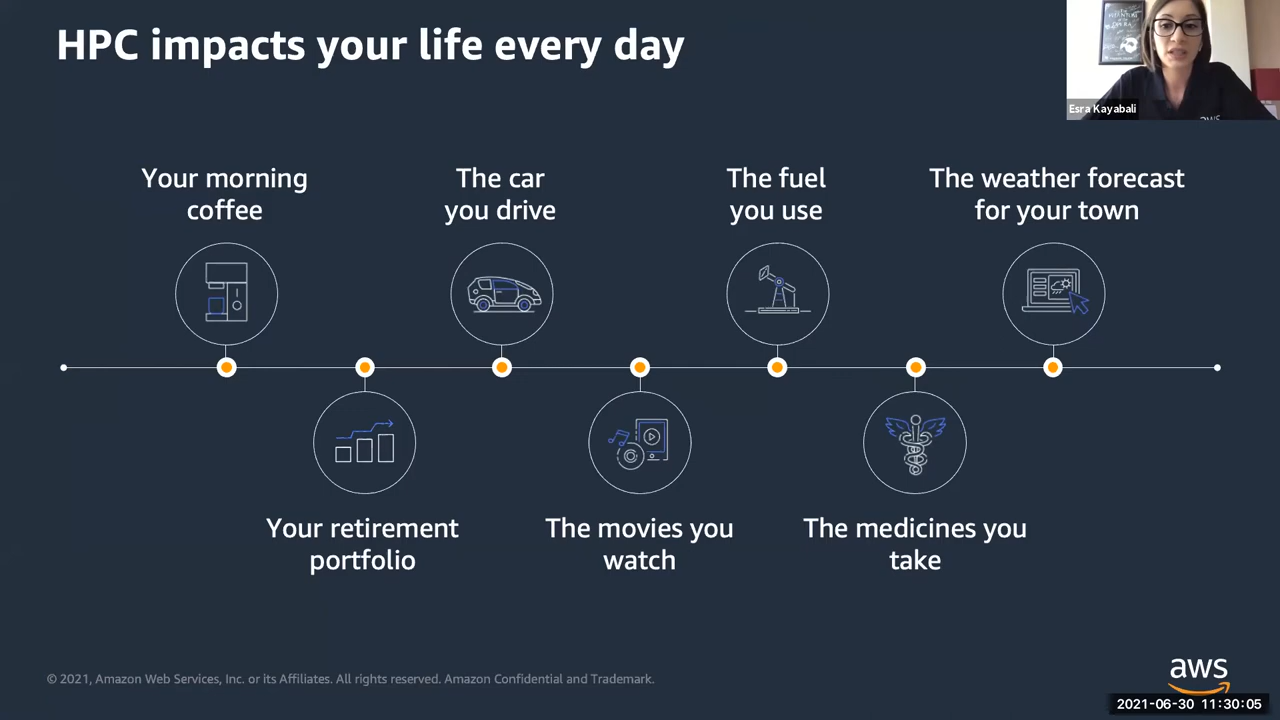 HPC impacts your life every day
Esra Kayabali
aws
Your morning
coffee
The car
you drive
The fuel
you use
The weather forecast
for your town
Your retirement
portfolio
The movies you
watch
The medicines you
take
© 2021, Amazon Web Services, Inc. or its Affiliates. All rights reserved. Amazon Confidential and Trademark.
aws
2021-06-30 11:30:05